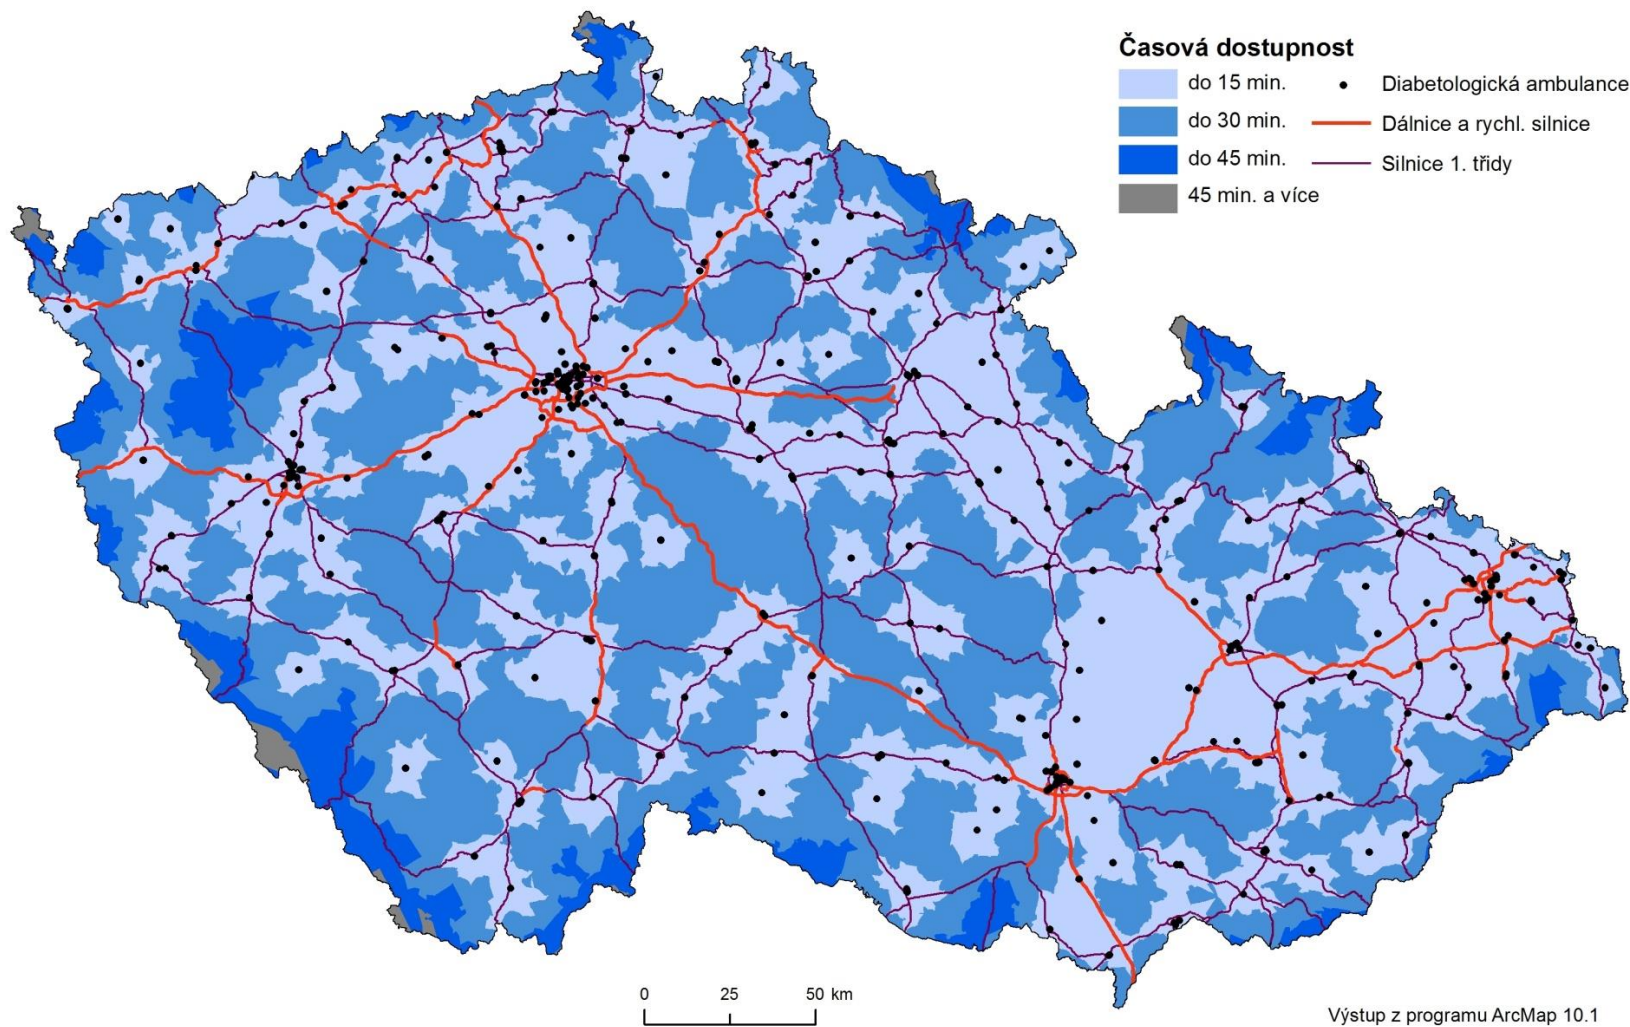 Časová dostupnost
do 15 min.
do 30 min.
do 45 min.
45 min. a více
Diabetologická ambulance
Dálnice a rychl. silnice
Silnice 1. třídy
0 25 50 km
Výstup z programu ArcMap 10.1